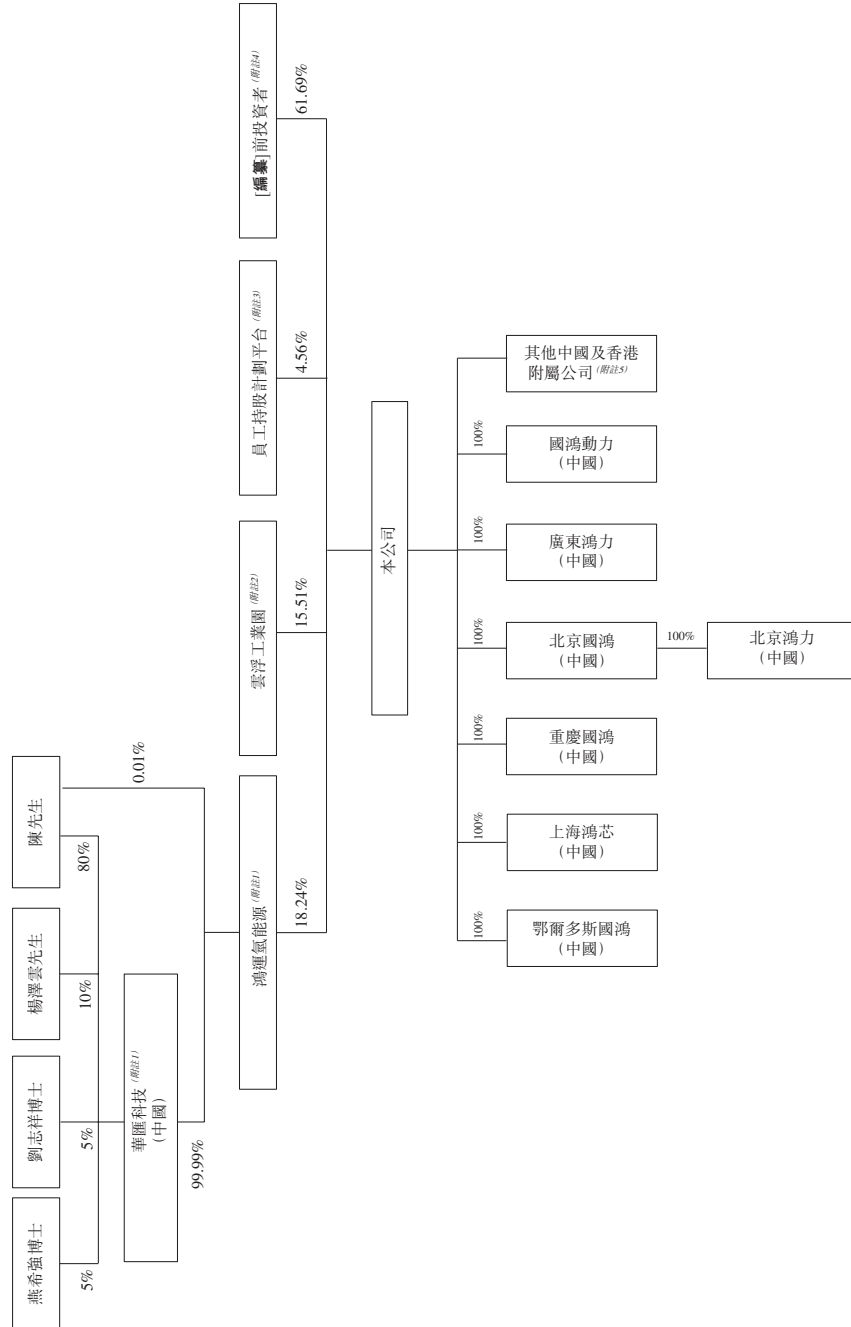 燕希強博士
劉志祥博士
楊澤雲先生
陳先生
5%
5%
10%
80%
華匯科技(附註1)
(中國)
99.99%
0.01%
鴻運氫能源(附註1)
雲浮工業園(附註2)
員工持股計劃平台(附註3)
[編纂]前投資者(附註4)
18.24%
15.51%
4.56%
61.69%
本公司
100%
100%
100%
100%
100%
100%
鄂爾多斯國鴻
(中國)
上海鴻芯
(中國)
重慶國鴻
(中國)
北京國鴻
(中國)
廣東鴻力
(中國)
國鴻動力
(中國)
其他中國及香港
附屬公司(附註5)
100%
北京鴻力
(中國)